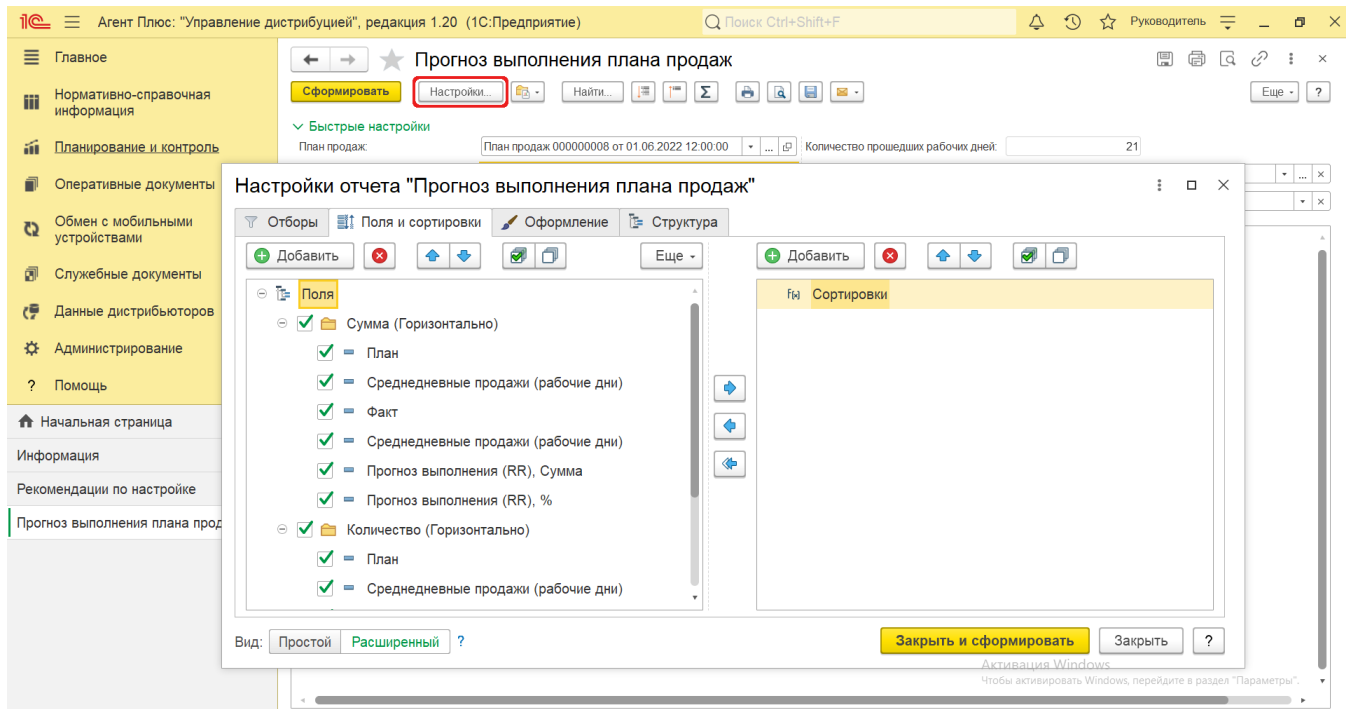 1С Агент Плюс: "Управление дистрибуцией", редакция 1.20 (1С:Предприятие) Поиск Ctrl+Shift+F Руководитель
Главное
Нормативно-справочная
информация
Планирование и контроль
Оперативные документы
Обмен с мобильными
устройствами
Служебные документы
Данные дистрибьюторов
Администрирование
? Помощь
Начальная страница
Информация
Рекомендации по настройке
Прогноз выполнения плана прод
Прогноз выполнения плана продаж
Сформировать Настройки... Найти... Σ Еще ?
Быстрые настройки
План продаж: План продаж 000000008 от 01.06.2022 12:00:00 ... Количество прошедших рабочих дней: 21
...
Настройки отчета "Прогноз выполнения плана продаж"
Отборы Поля и сортировки Оформление Структура
Добавить Еще Добавить
Поля
Сумма (Горизонтально)
План
Среднедневные продажи (рабочие дни)
Факт
Среднедневные продажи (рабочие дни)
Прогноз выполнения (RR), Сумма
Прогноз выполнения (RR), %
Количество (Горизонтально)
План
Среднедневные продажи (рабочие дни)
Сортировки
Вид: Простой Расширенный ? Закрыть и сформировать Закрыть ?
Активация Windows
Чтобы активировать Windows, перейдите в раздел "Параметры".